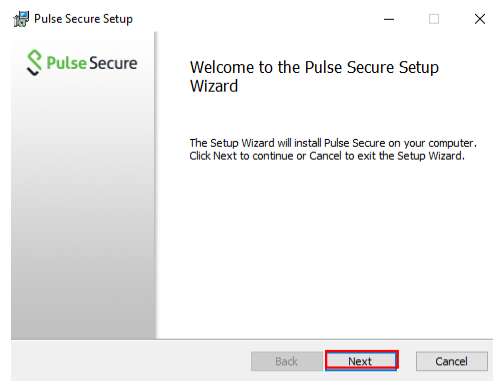 Pulse Secure Setup
Pulse Secure
Welcome to the Pulse Secure Setup
Wizard
The Setup Wizard will install Pulse Secure on your computer.
Click Next to continue or Cancel to exit the Setup Wizard.
Back
Next
Cancel